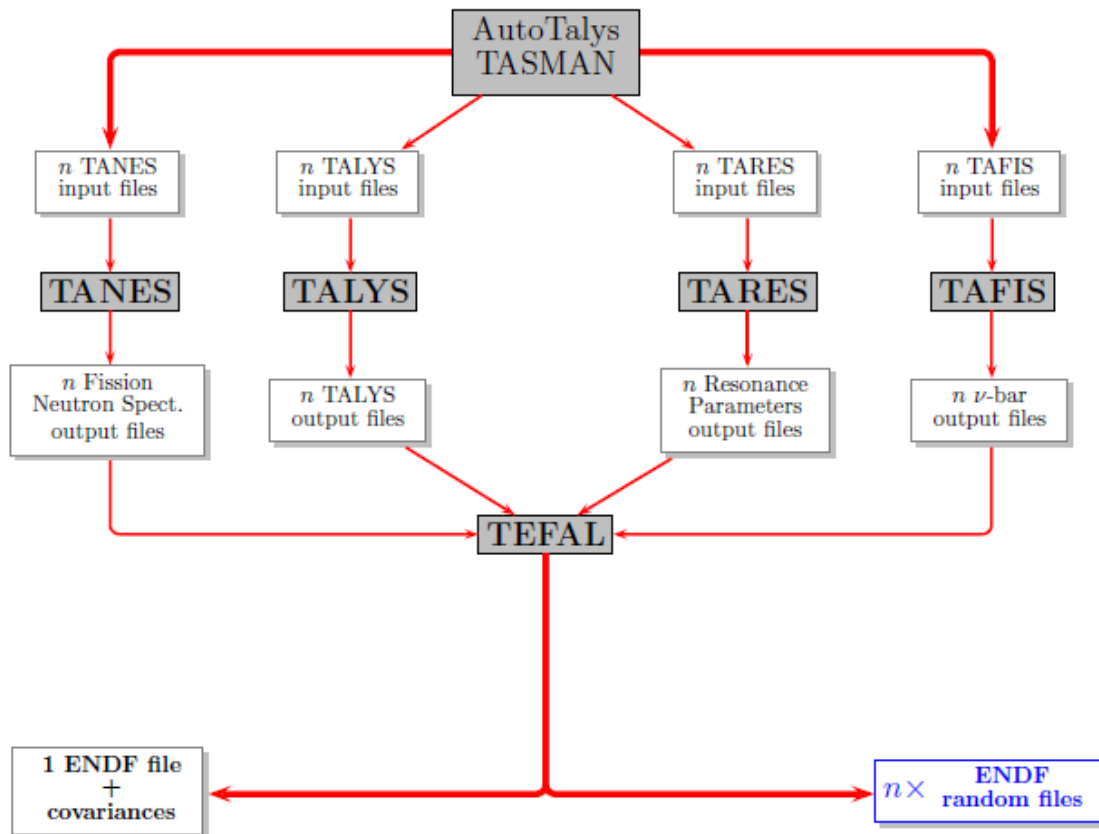 AutoTalys
TASMAN
n TANES
input files
n TALYS
input files
n TARES
input files
n TAFIS
input files
TANES
TALYS
TARES
TAFIS
n Fission
Neutron Spect.
output files
n TALYS
output files
n Resonance
Parameters
output files
n ν-bar
output files
TEFAL
1 ENDF file
+
covariances
n× ENDF
random files